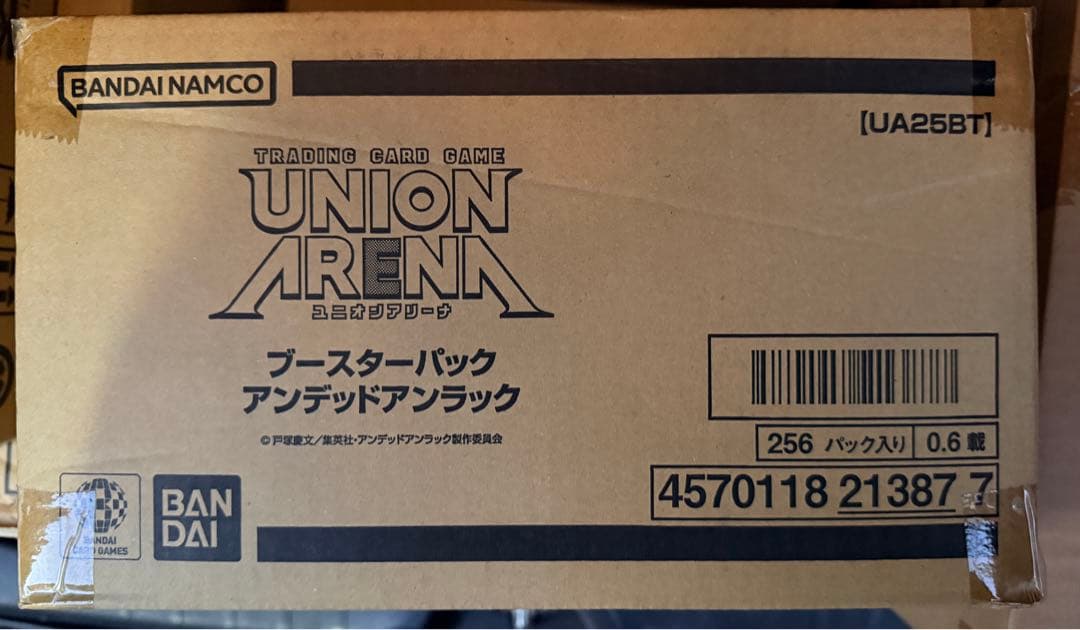 BANDAI NAMCO
【UA25BT】
TRADING CARD GAME
UNION
ARENA
ユニオンアリーナ
ブースターパック
アンデッドアンラック
©戸塚慶文/集英社・アンデッドアンラック製作委員会
256 パック入り 0.6 載
4570118 21387 7
BANDAI
CARD GAMES
BAN
DAI